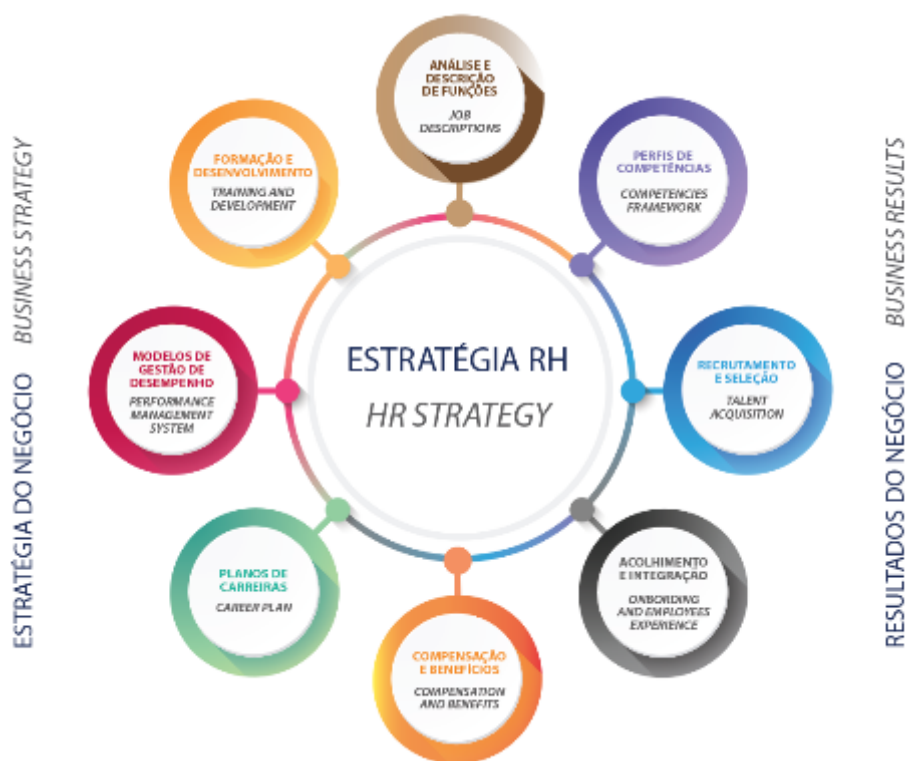 ANÁLISE E
DESCRIÇÃO
DE FUNÇÕES
JOB
DESCRIPTIONS
PERFIS DE
COMPETÊNCIAS
COMPETENCIES
FRAMEWORK
RECRUTAMENTO
E SELEÇÃO
TALENT
ACQUISITION
ACOLHIMENTO
E INTEGRAÇÃO
ONBORDING
AND EMPLOYEES
EXPERIENCE
COMPENSAÇÃO
E BENEFÍCIOS
COMPENSATION
AND BENEFITS
PLANOS DE
CARREIRAS
CAREER PLAN
MODELOS DE
GESTÃO DE
DESEMPENHO
PERFORMANCE
MANAGEMENT
SYSTEM
FORMAÇÃO E
DESENVOLVIMENTO
TRAINING AND
DEVELOPMENT
ESTRATÉGIA RH
HR STRATEGY
ESTRATÉGIA DO NEGÓCIO BUSINESS STRATEGY
RESULTADOS DO NEGÓCIO BUSINESS RESULTS